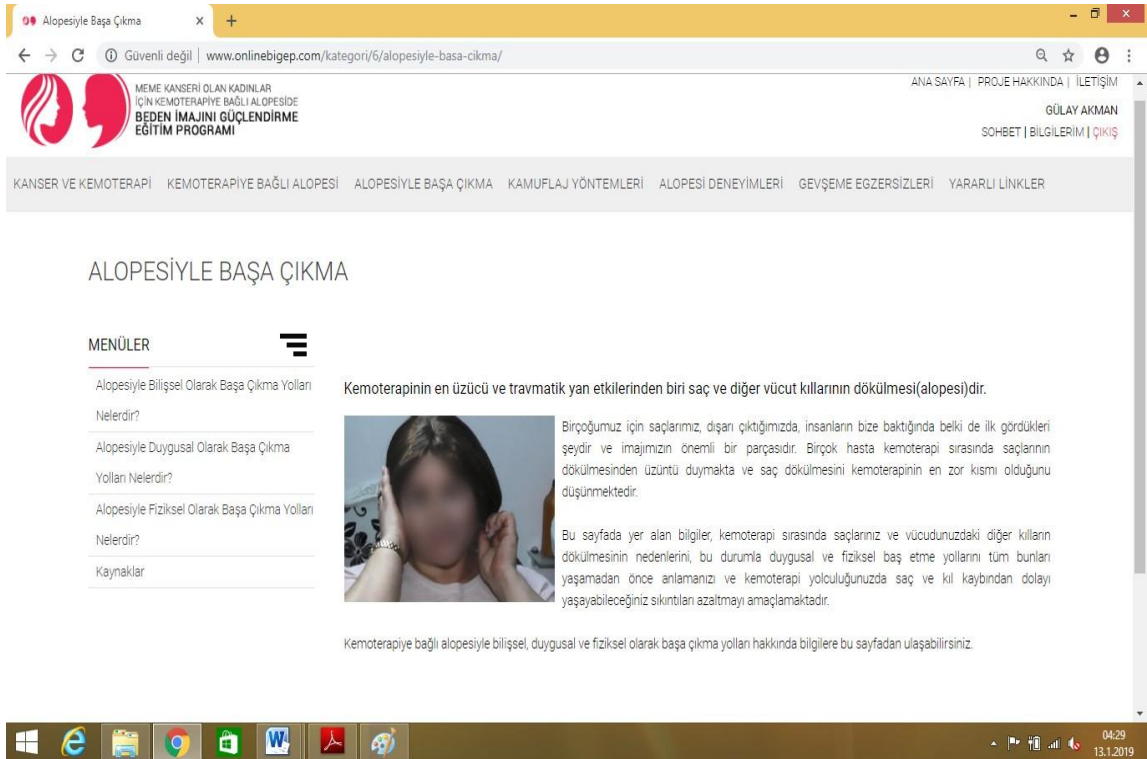 Alopesiyle Başa Çıkma
Güvenli değil | www.onlinebigep.com/kategori/6/alopesiyle-basa-cikma/
MEME KANSERİ OLAN KADINLAR
İÇİN KEMOTERAPİYE BAĞLI ALOPESİDE
BEDEN İMAJINI GÜÇLENDİRME
EĞİTİM PROGRAMI
ANA SAYFA | PROJE HAKKINDA | İLETİŞİM
GÜLAY AKMAN
SOHBET | BİLGİLERİM | ÇIKIŞ
KANSER VE KEMOTERAPİ KEMOTERAPİYE BAĞLI ALOPESİ ALOPESİYLE BAŞA ÇIKMA KAMUFLAJ YÖNTEMLERİ ALOPESİ DENEYİMLERİ GEVŞEME EGZERSİZLERİ YARARLI LİNKLER
ALOPESİYLE BAŞA ÇIKMA
MENÜLER
Alopesiyle Bilişsel Olarak Başa Çıkma Yolları
Nelerdir?
Alopesiyle Duygusal Olarak Başa Çıkma
Yolları Nelerdir?
Alopesiyle Fiziksel Olarak Başa Çıkma Yolları
Nelerdir?
Kaynaklar
Kemoterapinin en üzücü ve travmatik yan etkilerinden biri saç ve diğer vücut kıllarının dökülmesi(alopesi)dir.
Birçoğumuz için saçlarımız, dışarı çıktığımızda, insanların bize baktığında belki de ilk gördükleri
şeydir ve imajımızın önemli bir parçasıdır. Birçok hasta kemoterapi sırasında saçlarının
dökülmesinden üzüntü duymakta ve saç dökülmesini kemoterapinin en zor kısmı olduğunu
düşünmektedir.
Bu sayfada yer alan bilgiler, kemoterapi sırasında saçlarınız ve vücudunuzdaki diğer kılların
dökülmesinin nedenlerini, bu durumla duygusal ve fiziksel baş etme yollarını tüm bunları
yaşamadan önce anlamanızı ve kemoterapi yolculuğunuzda saç ve kıl kaybından dolayı
yaşayabileceğiniz sıkıntıları azaltmayı amaçlamaktadır.
Kemoterapiye bağlı alopesiyle bilişsel, duygusal ve fiziksel olarak başa çıkma yolları hakkında bilgilere bu sayfadan ulaşabilirsiniz.
04:29
13.1.2019